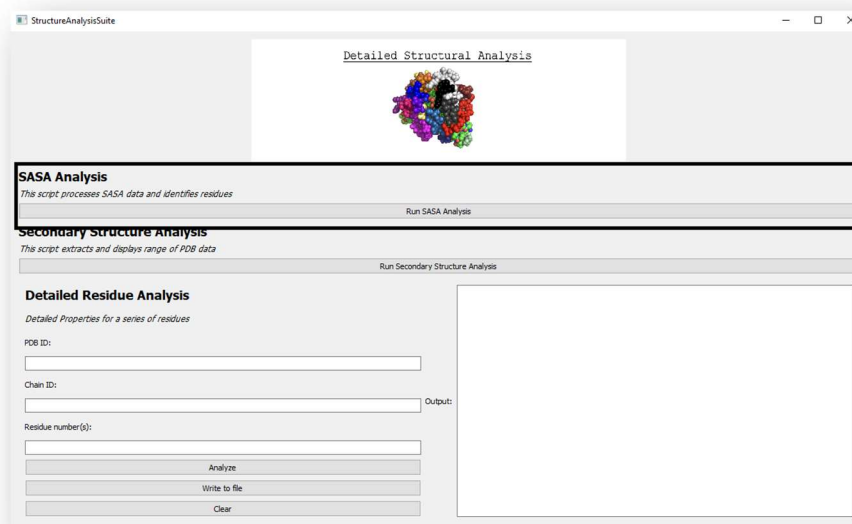 StructureAnalysisSuite
Detailed Structural Analysis
SASA Analysis
This script processes SASA data and identifies residues
Run SASA Analysis
Secondary Structure Analysis
This script extracts and displays range of PDB data
Run Secondary Structure Analysis
Detailed Residue Analysis
Detailed Properties for a series of residues
PDB ID:
Chain ID:
Output:
Residue number(s):
Analyze
Write to file
Clear